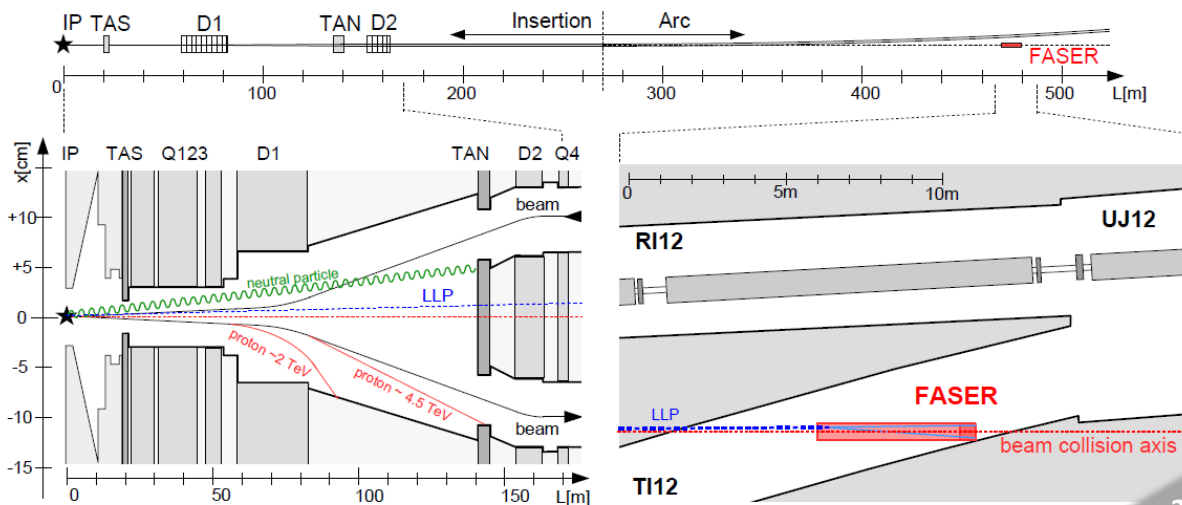 IP TAS D1 TAN D2 Insertion Arc
FASER
0 100 200 300 400 500 L[m]
x[cm]
IP TAS Q123 D1 TAN D2 Q4
+10
+5
0
-5
-10
-15
beam
neutral particle
LLP
proton ~2 TeV
proton ~ 4.5 TeV
beam
0 50 100 150 L[m]
0 5m 10m
RI12
UJ12
FASER
LLP
beam collision axis
TI12